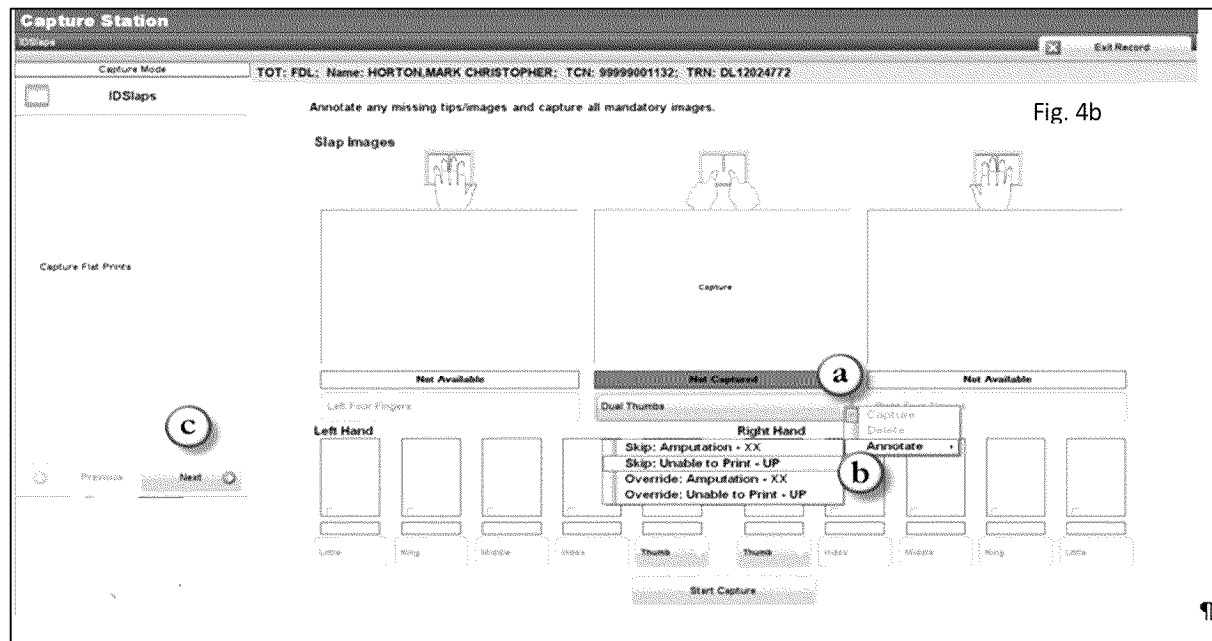 Capture Station
IDSlaps
Exit Record
Capture Mode
TOT: FDL; Name: HORTON,MARK CHRISTOPHER; TCN: 99999001132; TRN: DL12024772
IDSlaps
Annotate any missing tips/images and capture all mandatory images.
Fig. 4b
Slap Images
Capture Flat Prints
Capture
Not Available
Not Captured
a
Not Available
Left Four Fingers
Dual Thumbs
Capture
Delete
Annotate
c
Left Hand
Right Hand
Skip: Amputation - XX
Skip: Unable to Print - UP
b
Override: Amputation - XX
Override: Unable to Print - UP
Previous
Next
Little
Ring
Middle
Index
Thumb
Thumb
Index
Middle
Ring
Little
Start Capture
¶